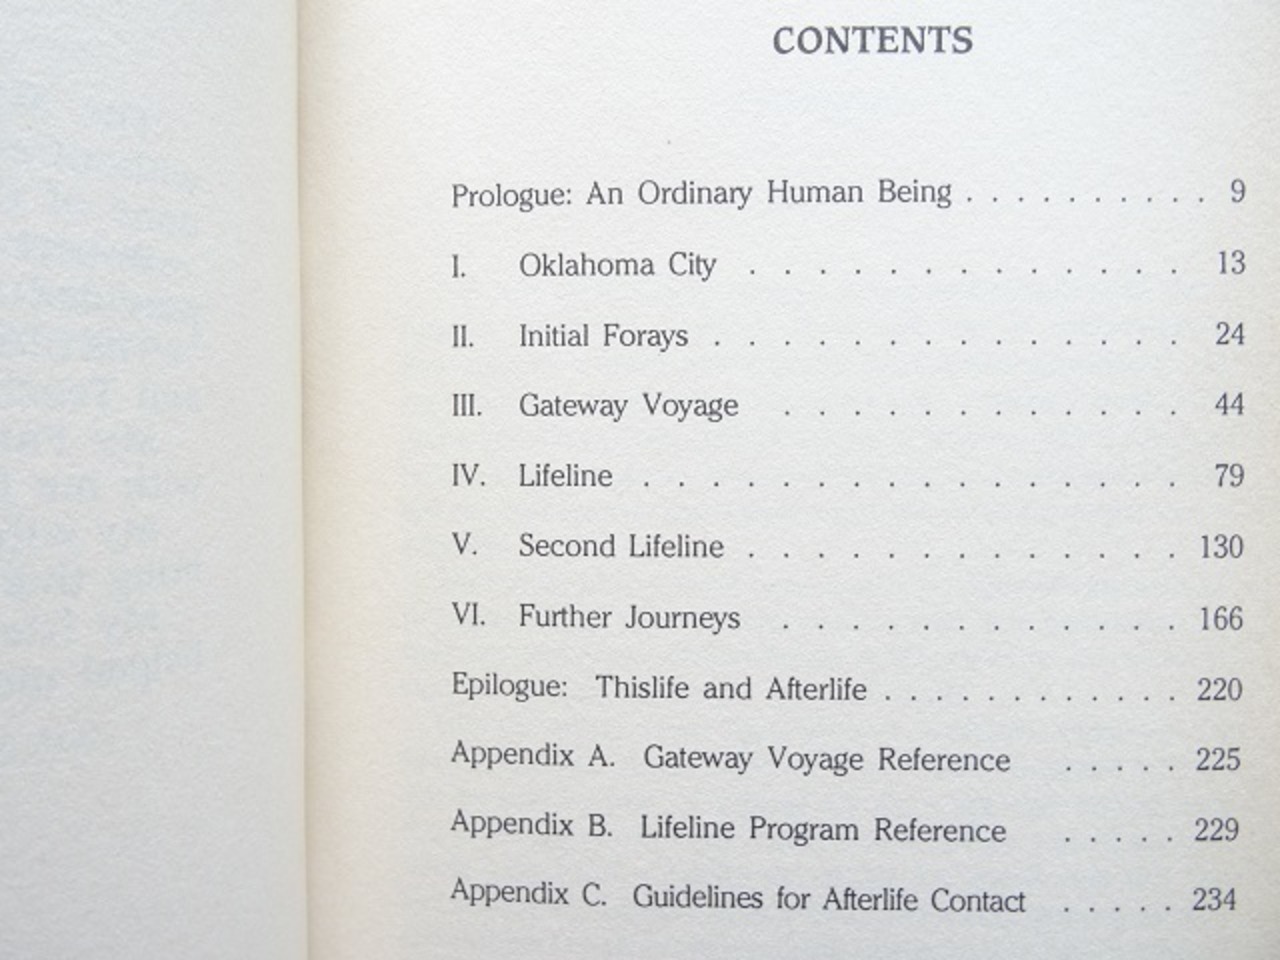 CONTENTS
Prologue: An Ordinary Human Being . . . . . . . . . . 9
I. Oklahoma City . . . . . . . . . . . . . 13
II. Initial Forays . . . . . . . . . . . . . . 24
III. Gateway Voyage . . . . . . . . . . . . 44
IV. Lifeline . . . . . . . . . . . . . . . . 79
V. Second Lifeline . . . . . . . . . . . . . 130
VI. Further Journeys . . . . . . . . . . . . 166
Epilogue: Thislife and Afterlife . . . . . . . . . . . . 220
Appendix A. Gateway Voyage Reference . . . . . 225
Appendix B. Lifeline Program Reference . . . . . 229
Appendix C. Guidelines for Afterlife Contact . . . . . 234